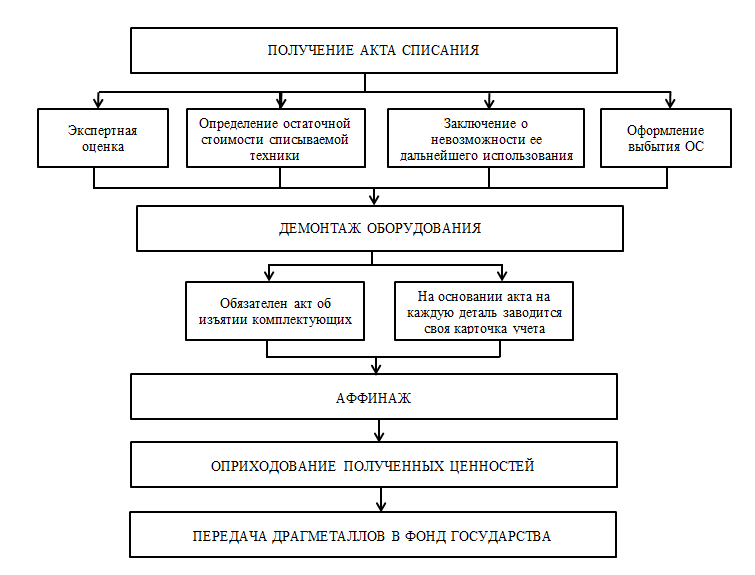 ПОЛУЧЕНИЕ АКТА СПИСАНИЯ
Экспертная
оценка
Определение остаточной
стоимости списываемой
техники
Заключение о
невозможности ее
дальнейшего использования
Оформление
выбытия ОС
ДЕМОНТАЖ ОБОРУДОВАНИЯ
Обязателен акт об
изъятии комплектующих
На основании акта на
каждую деталь заводится
своя карточка учета
АФФИНАЖ
ОПРИХОДОВАНИЕ ПОЛУЧЕННЫХ ЦЕННОСТЕЙ
ПЕРЕДАЧА ДРАГМЕТАЛЛОВ В ФОНД ГОСУДАРСТВА